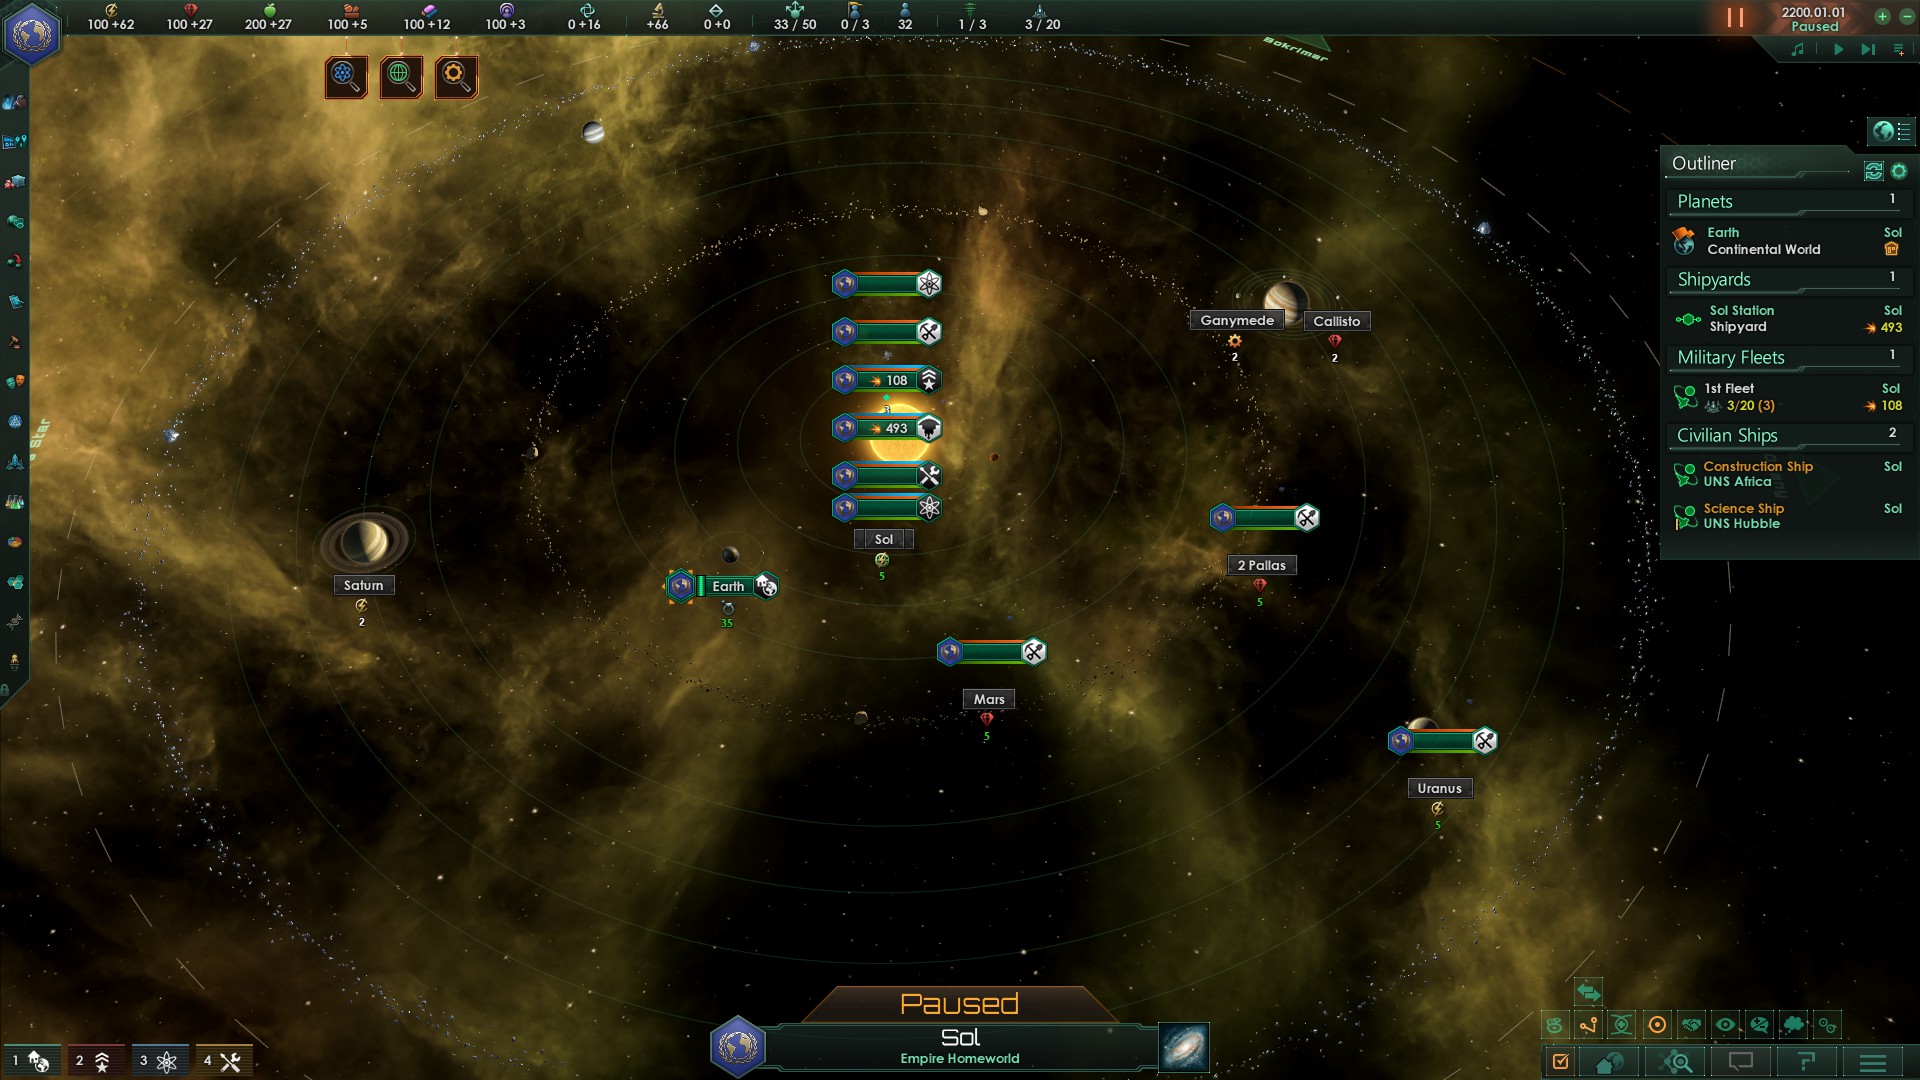 100 +62 100 +27 200 +27 100 +5 100 +12 100 +3 0 +16 +66 0 +0 33 / 50 0 / 3 32 1 / 3 3 / 20
2200.01.01
Paused
Bokrima
Outliner
Planets 1
Earth Sol
Continental World
Shipyards 1
Sol Station Sol
Shipyard 493
Military Fleets 1
1st Fleet Sol
3/20 (3) 108
Civilian Ships 2
Construction Ship Sol
UNS Africa
Science Ship Sol
UNS Hubble
Ganymede Callisto
2 2
108
3
493
Star
Sol
5
2 Pallas
5
Saturn
2
Earth
35
Mars
5
Uranus
5
Paused
Sol
Empire Homeworld
1 2 3 4